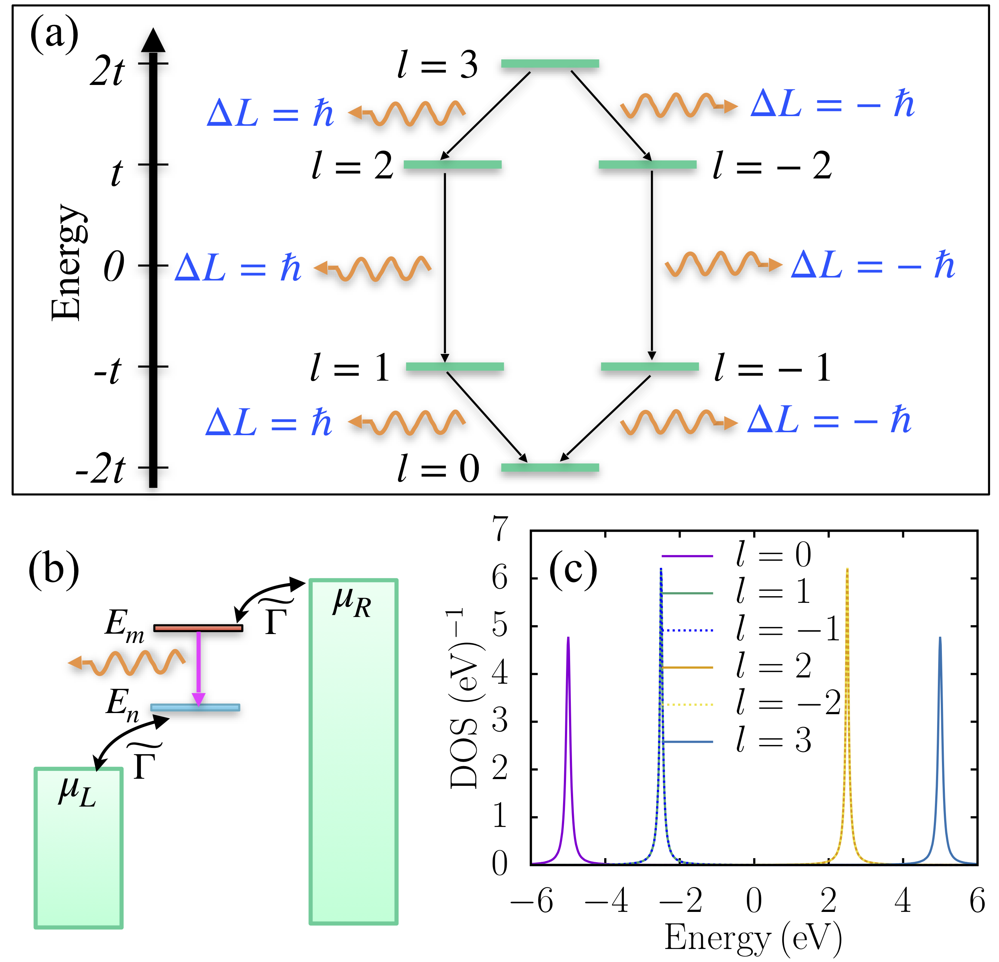 (a)
2t
l = 3
ΔL = ħ
ΔL = − ħ
t
l = 2
l = − 2
Energy
0
ΔL = ħ
ΔL = − ħ
-t
l = 1
l = − 1
ΔL = ħ
ΔL = − ħ
-2t
l = 0
(b)
E_m
Γ̃
μ_R
E_n
Γ̃
μ_L
(c)
l = 0
l = 1
l = −1
l = 2
l = −2
l = 3
DOS (eV)⁻¹
7
6
5
4
3
2
1
0
−6 −4 −2 0 2 4 6
Energy (eV)